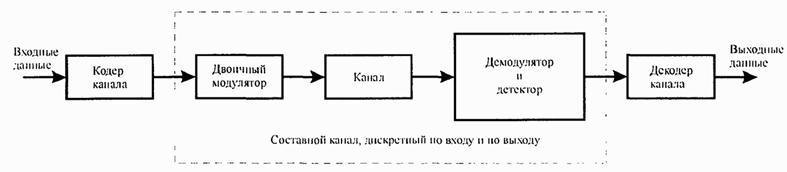 Входные
данные
Кодер
канала
Двоичный
модулятор
Канал
Демодулятор
и
детектор
Декодер
канала
Выходные
данные
Составной канал, дискретный по входу и по выходу